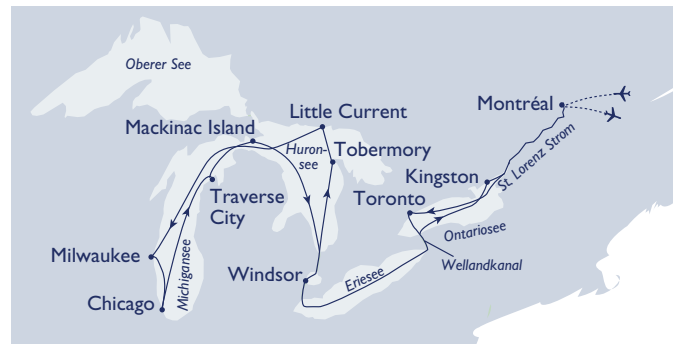 Oberer See
Montréal
Little Current
Mackinac Island
Huron-
see
Tobermory
St. Lorenz Strom
Kingston
Traverse
City
Toronto
Ontariosee
Milwaukee
Michigansee
Windsor
Eriesee
Wellandkanal
Chicago